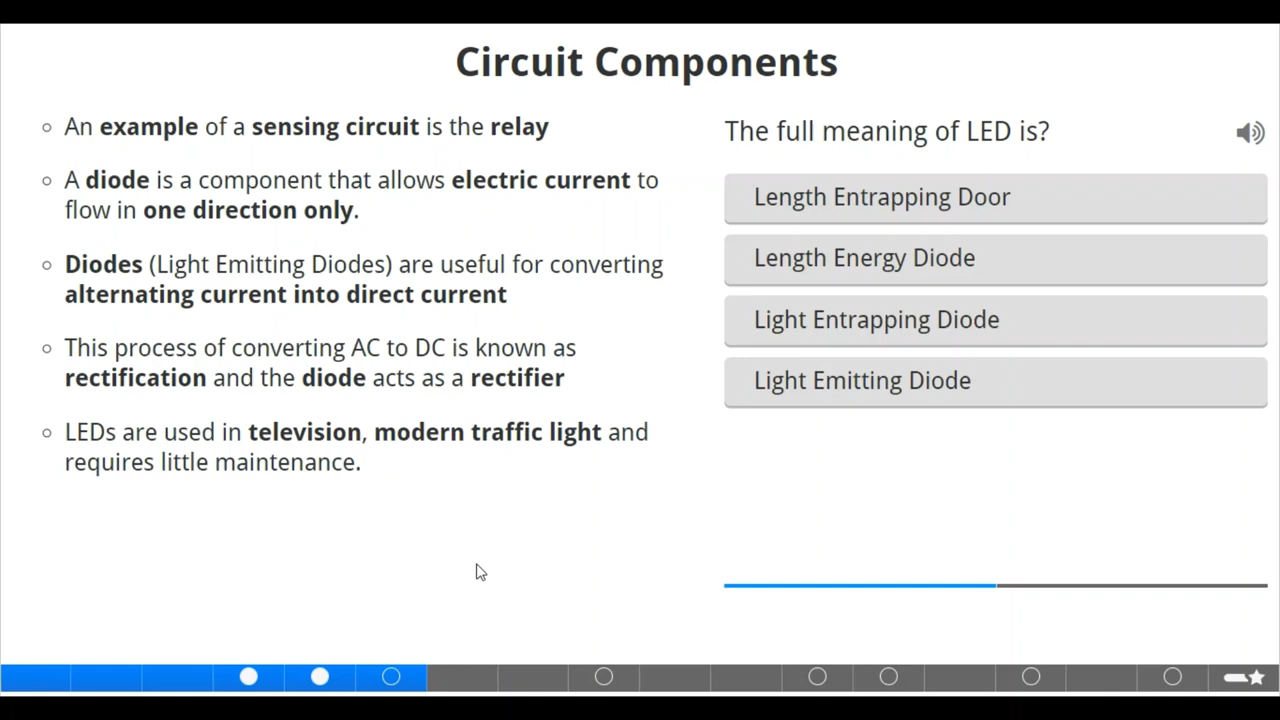 Circuit Components
An example of a sensing circuit is the relay
A diode is a component that allows electric current to
flow in one direction only.
Diodes (Light Emitting Diodes) are useful for converting
alternating current into direct current
This process of converting AC to DC is known as
rectification and the diode acts as a rectifier
LEDs are used in television, modern traffic light and
requires little maintenance.
The full meaning of LED is?
Length Entrapping Door
Length Energy Diode
Light Entrapping Diode
Light Emitting Diode